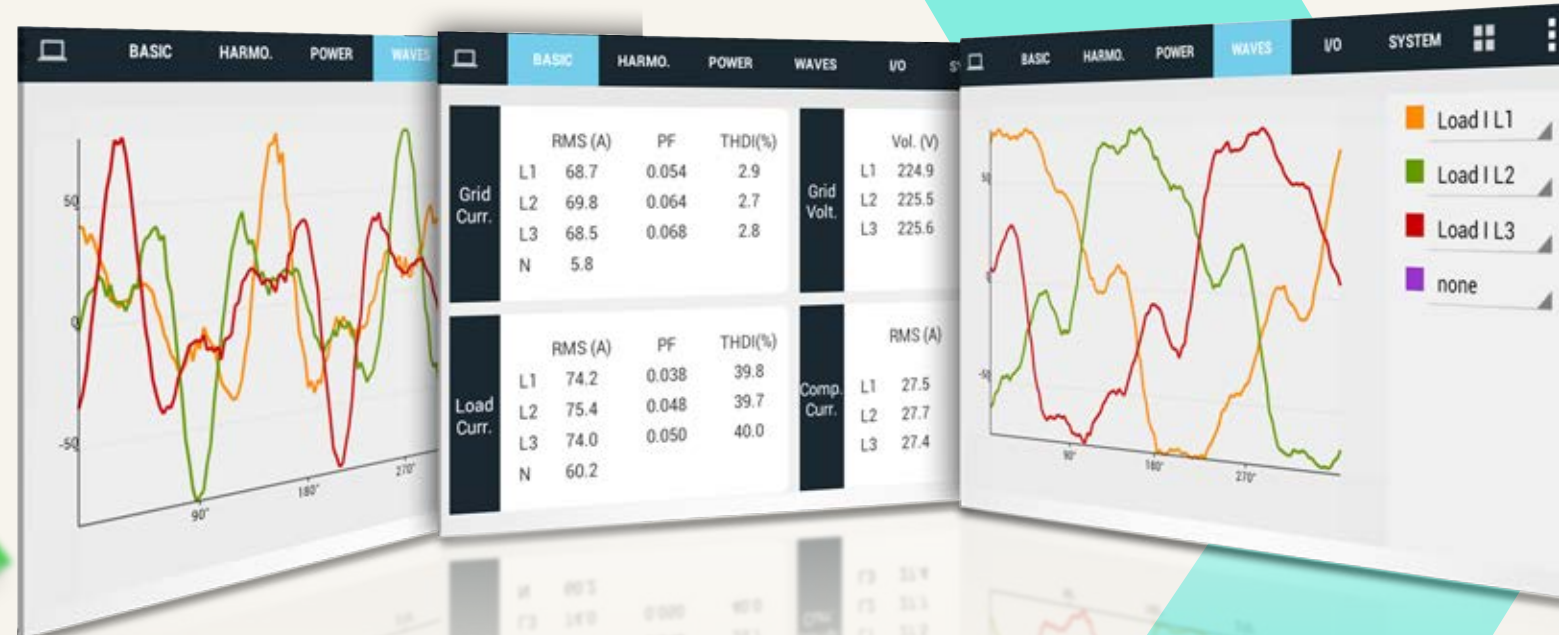 BASIC HARMO. POWER WAVES
50
0
-50
90°
180°
270°
BASIC HARMO. POWER WAVES I/O
Grid
Curr.
RMS (A) PF THDI(%)
L1 68.7 0.054 2.9
L2 69.8 0.064 2.7
L3 68.5 0.068 2.8
N 5.8
Grid
Volt.
Vol. (V)
L1 224.9
L2 225.5
L3 225.6
Load
Curr.
RMS (A) PF THDI(%)
L1 74.2 0.038 39.8
L2 75.4 0.048 39.7
L3 74.0 0.050 40.0
N 60.2
Comp.
Curr.
RMS (A)
L1 27.5
L2 27.7
L3 27.4
BASIC HARMO. POWER WAVES I/O SYSTEM
50
0
-50
90°
180°
270°
Load I L1
Load I L2
Load I L3
none